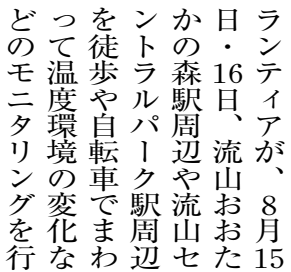 ランティアが、8月15
日・16日、流山おおた
かの森駅周辺や流山セ
ントラルパーク駅周辺
を徒歩や自転車でまわ
って温度環境の変化な
どのモニタリングを行